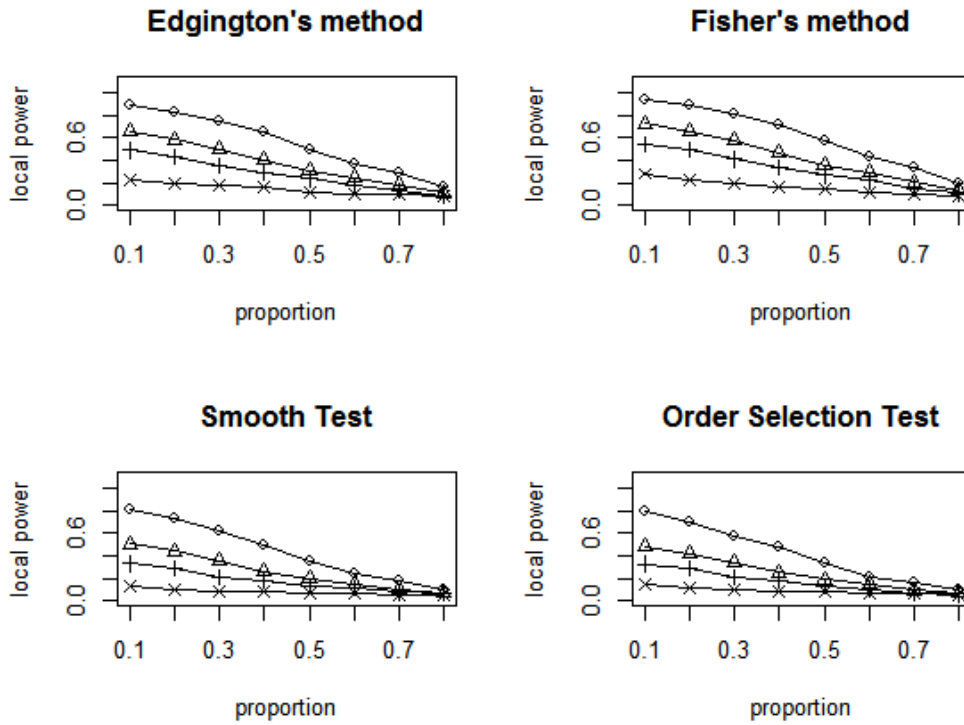 Edgington's method
local power
0.6
0.0
0.1 0.3 0.5 0.7
proportion
Fisher's method
local power
0.6
0.0
0.1 0.3 0.5 0.7
proportion
Smooth Test
local power
0.6
0.0
0.1 0.3 0.5 0.7
proportion
Order Selection Test
local power
0.6
0.0
0.1 0.3 0.5 0.7
proportion